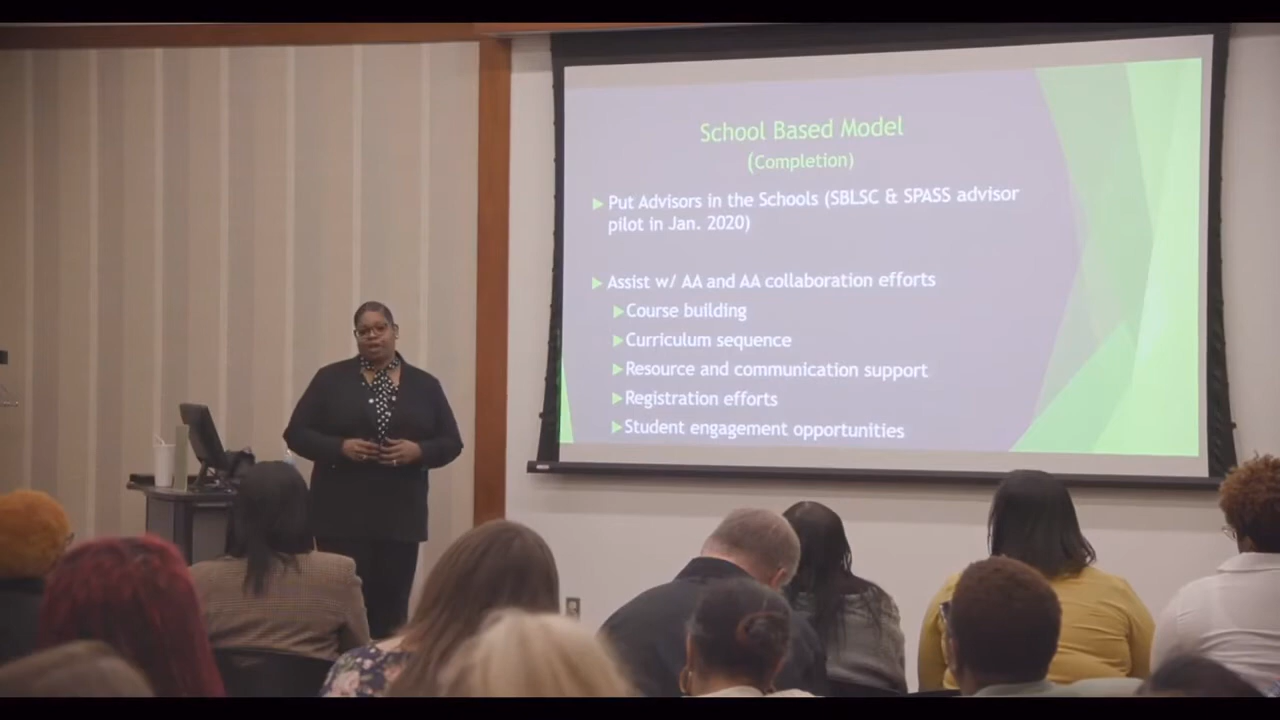 School Based Model
(Completion)
Put Advisors in the Schools (SBLSC & SPASS advisor
pilot in Jan. 2020)
Assist w/ AA and AA collaboration efforts
Course building
Curriculum sequence
Resource and communication support
Registration efforts
Student engagement opportunities